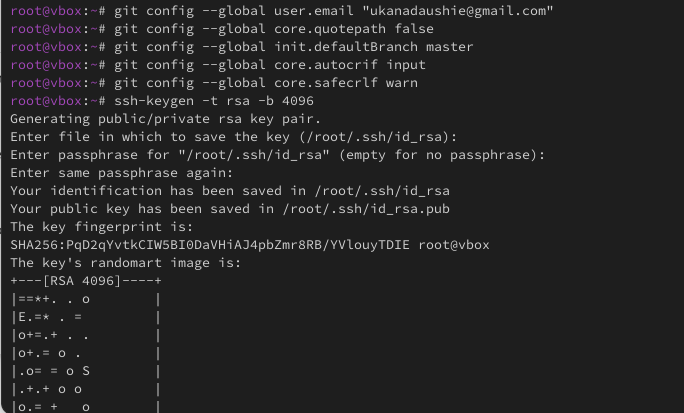 root@vbox:~# git config --global user.email "ukanadaushie@gmail.com"
root@vbox:~# git config --global core.quotepath false
root@vbox:~# git config --global init.defaultBranch master
root@vbox:~# git config --global core.autocrif input
root@vbox:~# git config --global core.safecrlf warn
root@vbox:~# ssh-keygen -t rsa -b 4096
Generating public/private rsa key pair.
Enter file in which to save the key (/root/.ssh/id_rsa):
Enter passphrase for "/root/.ssh/id_rsa" (empty for no passphrase):
Enter same passphrase again:
Your identification has been saved in /root/.ssh/id_rsa
Your public key has been saved in /root/.ssh/id_rsa.pub
The key fingerprint is:
SHA256:PqD2qYvtkCIW5BI0DaVHiAJ4pbZmr8RB/YVlouyTDIE root@vbox
The key's randomart image is:
+---[RSA 4096]----+
|==*+. . o        |
|E.=* . =         |
|o+=.+ . .        |
|o+.= o .         |
|.o= = o S        |
|.+.+ o o         |
|o.= +   o        |